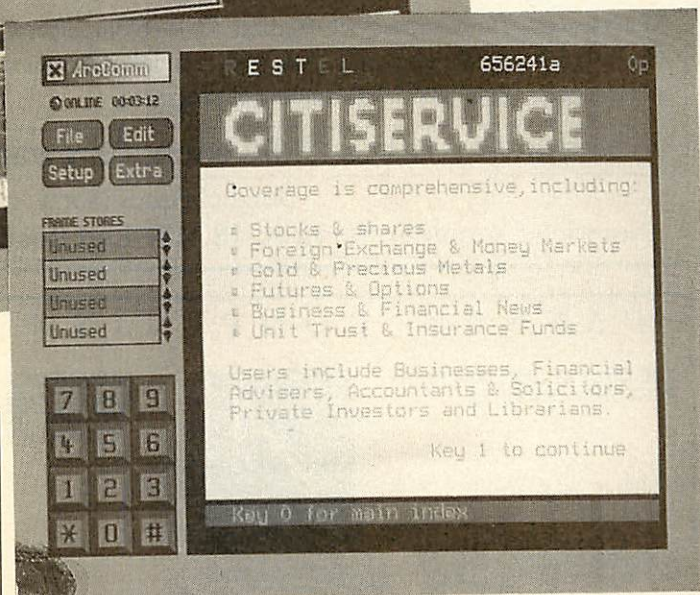 ArcComm
ONLINE 00:03:12
File Edit
Setup Extra
FRAME STORES
Unused
Unused
Unused
Unused
7 8 9
4 5 6
1 2 3
* 0 #
PRESTEL 656241a 0p
CITISERVICE
Coverage is comprehensive,including:
Stocks & shares
Foreign Exchange & Money Markets
Gold & Precious Metals
Futures & Options
Business & Financial News
Unit Trust & Insurance Funds
Users include Businesses, Financial
Advisers, Accountants & Solicitors,
Private Investors and Librarians.
Key 1 to continue
Key 0 for main index